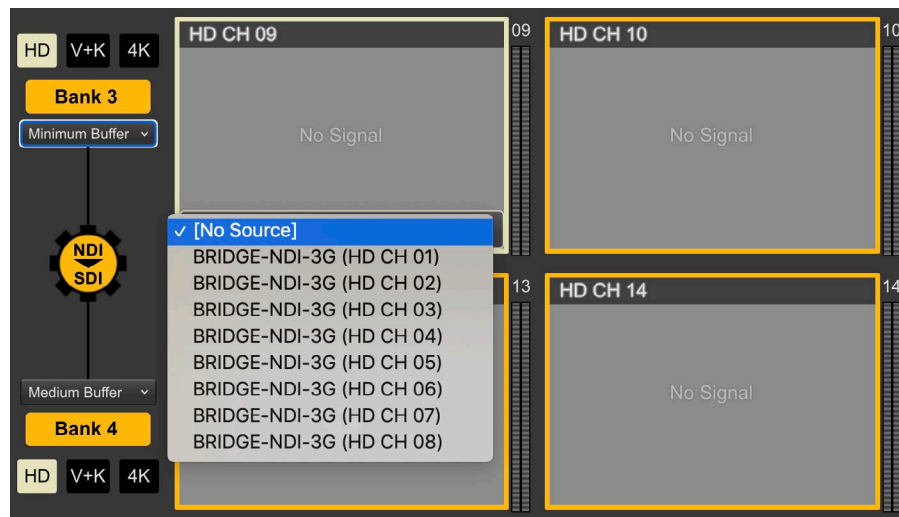 HD V+K 4K
Bank 3
Minimum Buffer
NDI
SDI
Medium Buffer
Bank 4
HD V+K 4K
HD CH 09
09
No Signal
HD CH 10
10
No Signal
✓ [No Source]
BRIDGE-NDI-3G (HD CH 01)
BRIDGE-NDI-3G (HD CH 02)
BRIDGE-NDI-3G (HD CH 03)
BRIDGE-NDI-3G (HD CH 04)
BRIDGE-NDI-3G (HD CH 05)
BRIDGE-NDI-3G (HD CH 06)
BRIDGE-NDI-3G (HD CH 07)
BRIDGE-NDI-3G (HD CH 08)
13
HD CH 14
14
No Signal